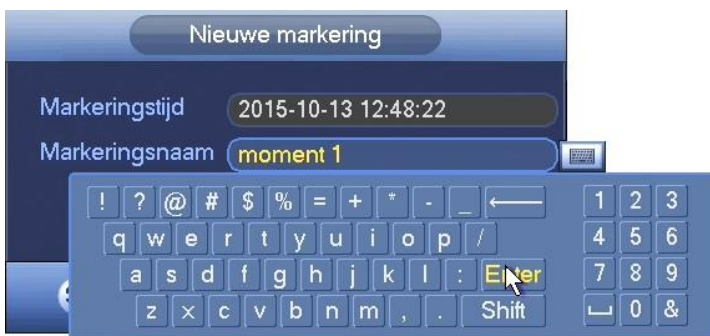 Nieuwe markering
Markeringstijd 2015-10-13 12:48:22
Markeringsnaam moment 1
! ? @ # $ % = + * - _ ⟵ 1 2 3
q w e r t y u i o p / 4 5 6
a s d f g h j k l : Enter 7 8 9
z x c v b n m , . Shift ⎵ 0 &